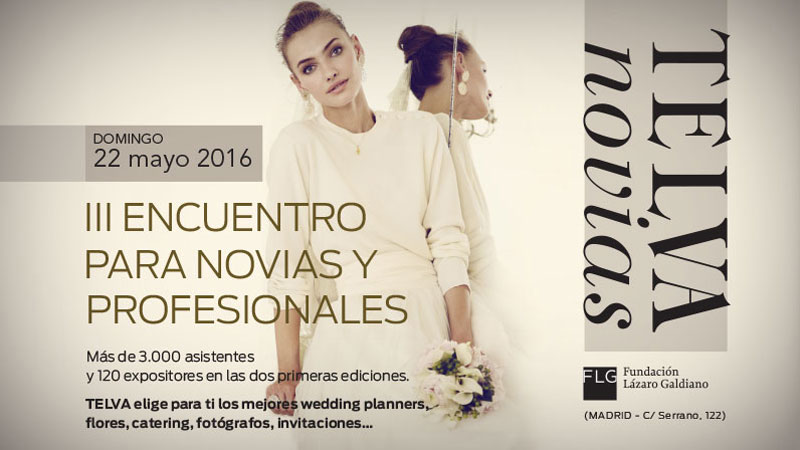 DOMINGO
22 mayo 2016
III ENCUENTRO
PARA NOVIAS Y
PROFESIONALES
Más de 3.000 asistentes
y 120 expositores en las dos primeras ediciones.
TELVA elige para ti los mejores wedding planners,
flores, catering, fotógrafos, invitaciones...
TELVA
novias
FLG
Fundación
Lázaro Galdiano
(MADRID - C/ Serrano, 122)